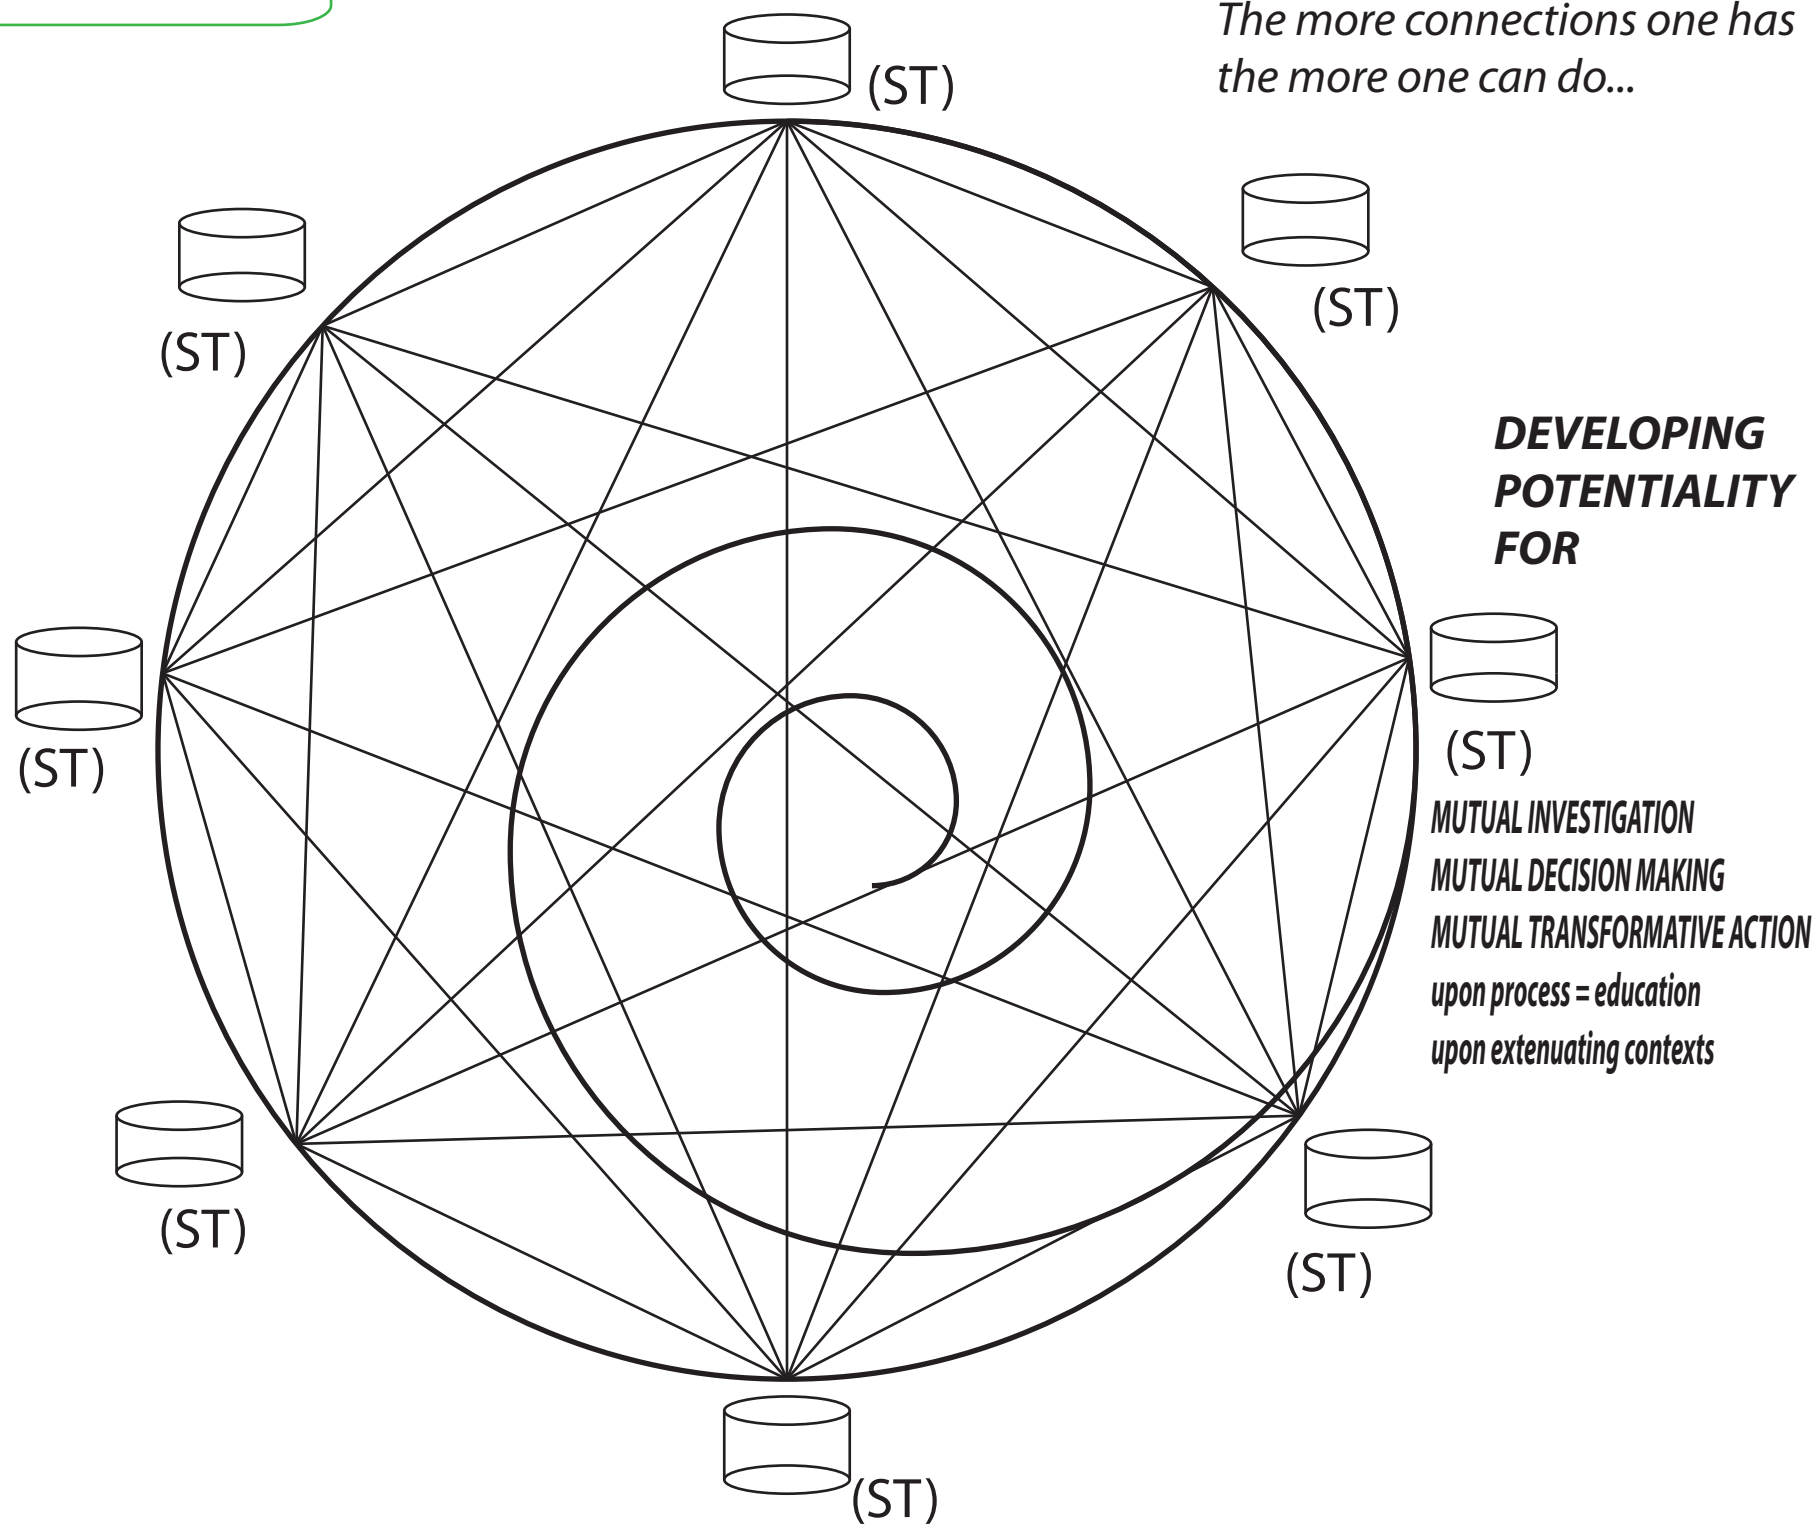 The more connections one has
the more one can do...
(ST)
(ST)
(ST)
DEVELOPING
POTENTIALITY
FOR
(ST)
(ST)
MUTUAL INVESTIGATION
MUTUAL DECISION MAKING
MUTUAL TRANSFORMATIVE ACTION
upon process = education
upon extenuating contexts
(ST)
(ST)
(ST)